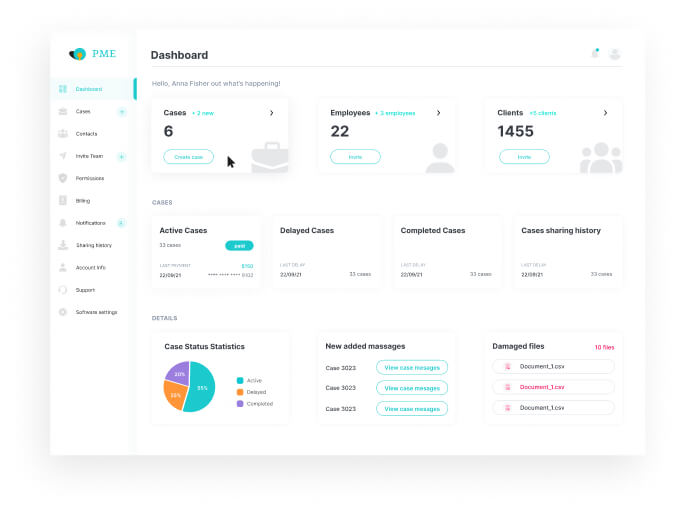 PME
Dashboard
Cases
Contacts
Invite Team
Permissions
Billing
Notifications
Sharing history
Account Info
Support
Software settings
Dashboard
Hello, Anna Fisher out what's happening!
Cases + 2 new
6
Create case
Employees + 3 employees
22
Invite
Clients +5 clients
1455
Invite
CASES
Active Cases
33 cases paid
LAST PAYMENT $750
22/09/21 **** **** **** 9102
Delayed Cases
LAST DELAY
22/09/21 33 cases
Completed Cases
LAST DELAY
22/09/21 33 cases
Cases sharing history
LAST DELAY
22/08/21 33 cases
DETAILS
Case Status Statistics
20%
55%
Active
Delayed
Completed
New added massages
Case 3023 View case mesages
Case 3023 View case mesages
Case 3023 View case mesages
Damaged files 10 files
Document_1.csv
Document_1.csv
Document_1.csv